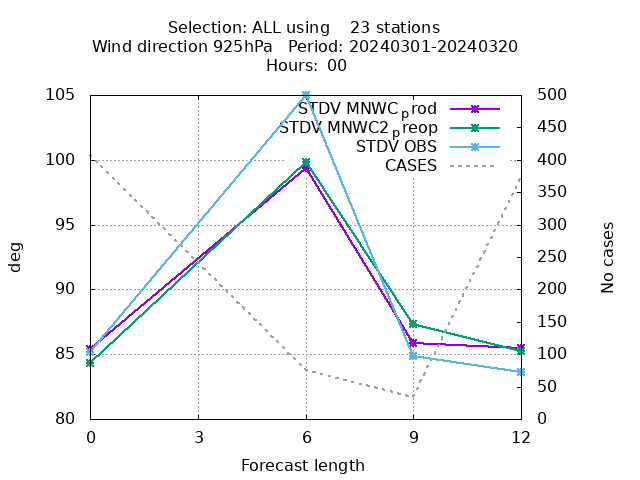 Selection: ALL using    23 stations
Wind direction 925hPa   Period: 20240301-20240320
Hours: 00
STDV MNWC_prod
STDV MNWC2_preop
STDV OBS
CASES
105
100
95
90
85
80
500
450
400
350
300
250
200
150
100
50
0
deg
No cases
0 3 6 9 12
Forecast length